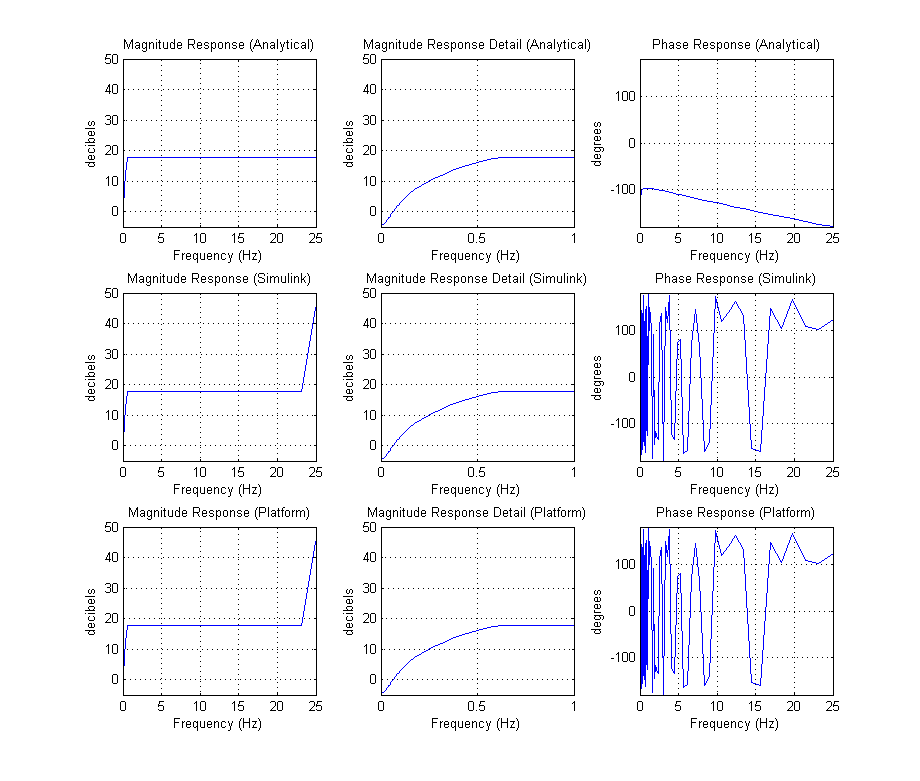 Magnitude Response (Analytical)
Magnitude Response Detail (Analytical)
Phase Response (Analytical)
50
40
30
20
10
0
decibels
0 5 10 15 20 25
Frequency (Hz)
50
40
30
20
10
0
decibels
0 0.5 1
Frequency (Hz)
100
0
-100
degrees
0 5 10 15 20 25
Frequency (Hz)
Magnitude Response (Simulink)
Magnitude Response Detail (Simulink)
Phase Response (Simulink)
50
40
30
20
10
0
decibels
0 5 10 15 20 25
Frequency (Hz)
50
40
30
20
10
0
decibels
0 0.5 1
Frequency (Hz)
100
0
-100
degrees
0 5 10 15 20 25
Frequency (Hz)
Magnitude Response (Platform)
Magnitude Response Detail (Platform)
Phase Response (Platform)
50
40
30
20
10
0
decibels
0 5 10 15 20 25
Frequency (Hz)
50
40
30
20
10
0
decibels
0 0.5 1
Frequency (Hz)
100
0
-100
degrees
0 5 10 15 20 25
Frequency (Hz)